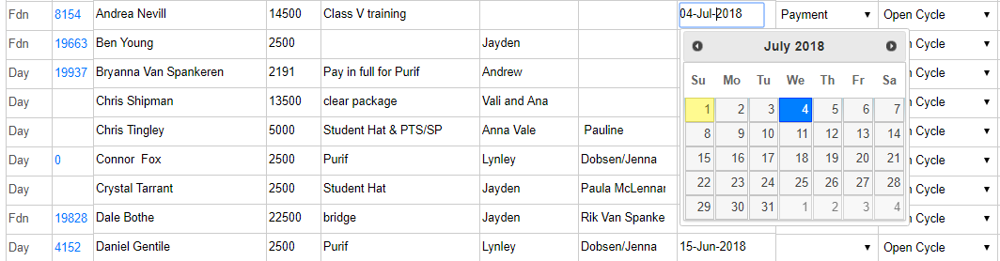 Fdn 8154 Andrea Nevill 14500 Class V training 04-Jul-2018 Payment Open Cycle
Fdn 19663 Ben Young 2500 Jayden n Cycle
Day 19937 Bryanna Van Spankeren 2191 Pay in full for Purif Andrew n Cycle
Day Chris Shipman 13500 clear package Vali and Ana n Cycle
Day Chris Tingley 5000 Student Hat & PTS/SP Anna Vale Pauline n Cycle
Day 0 Connor Fox 2500 Purif Lynley Dobsen/Jenna n Cycle
Day Crystal Tarrant 2500 Student Hat Jayden Paula McLennar n Cycle
Fdn 19828 Dale Bothe 22500 bridge Jayden Rik Van Spanke n Cycle
Day 4152 Daniel Gentile 2500 Purif Lynley Dobsen/Jenna 15-Jun-2018 Open Cycle
July 2018
Su Mo Tu We Th Fr Sa
1 2 3 4 5 6 7
8 9 10 11 12 13 14
15 16 17 18 19 20 21
22 23 24 25 26 27 28
29 30 31 1 2 3 4